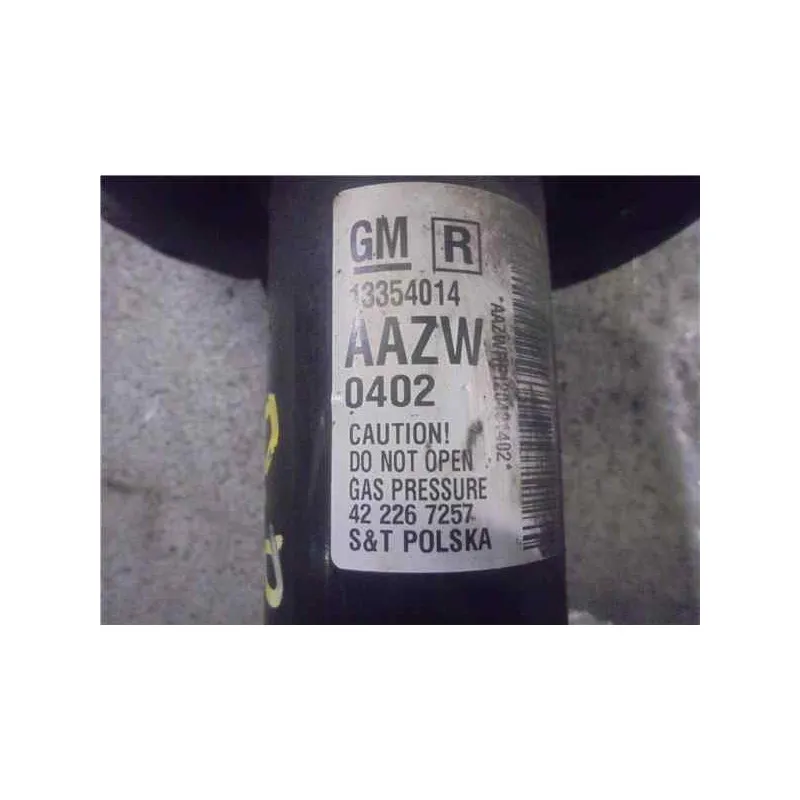 GM R
13354014
AAZW
0402
CAUTION!
DO NOT OPEN
GAS PRESSURE
42 226 7257
S&T POLSKA